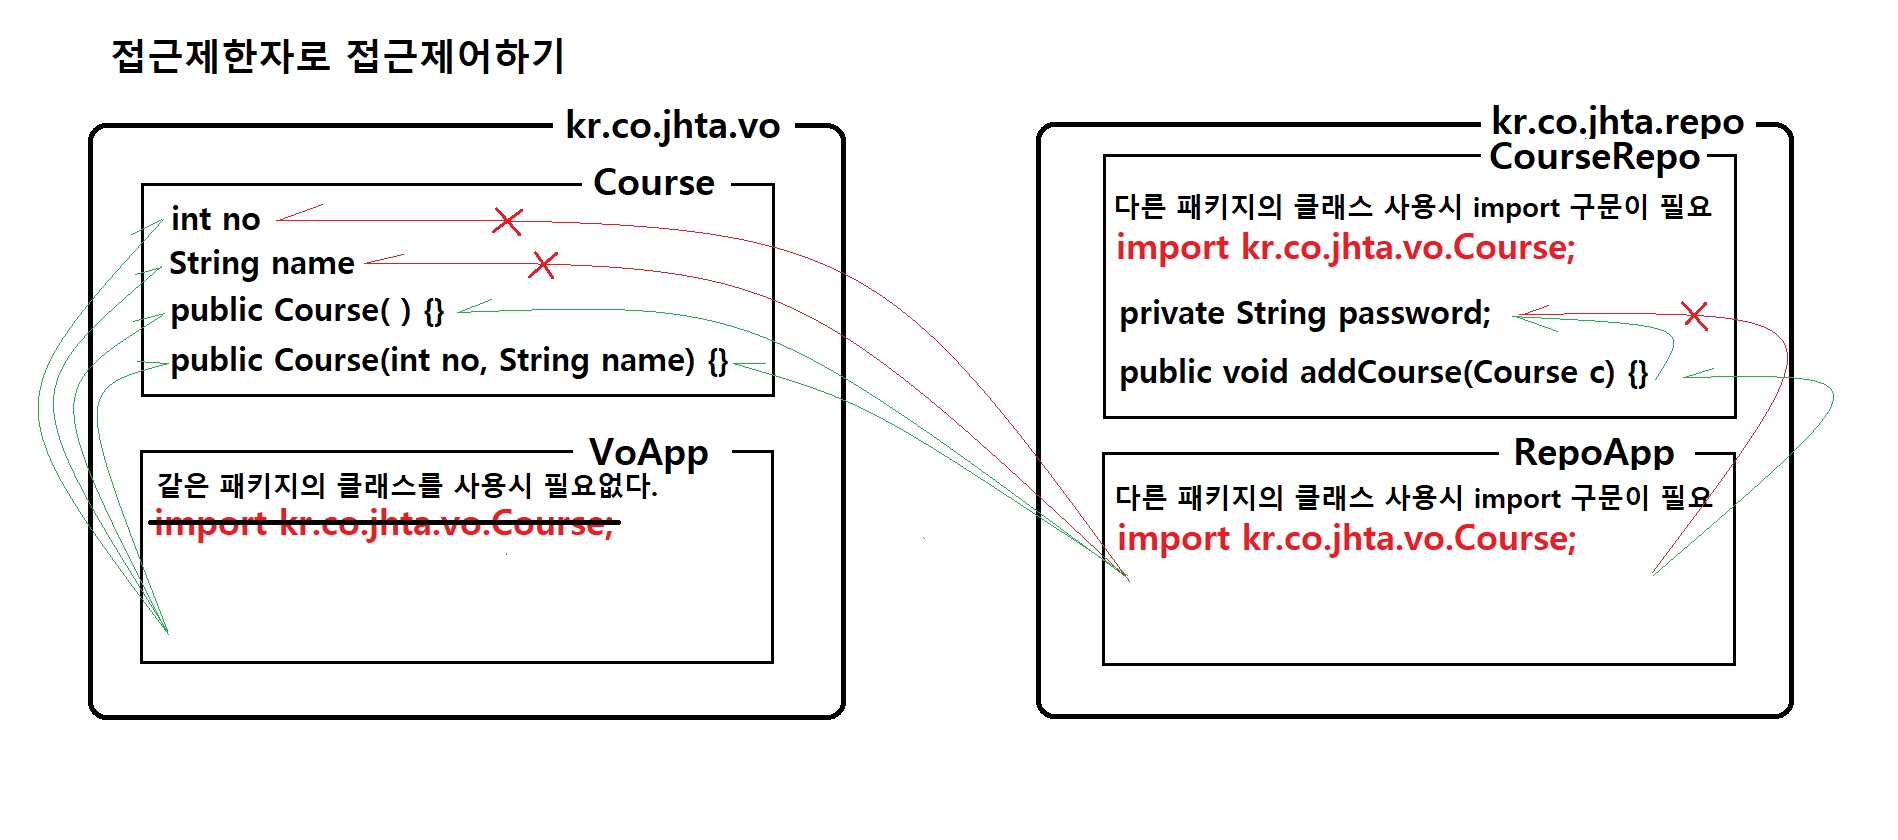 접근제한자로 접근제어하기
kr.co.jhta.vo
Course
int no
String name
public Course( ) {}
public Course(int no, String name) {}
VoApp
같은 패키지의 클래스를 사용시 필요없다.
import kr.co.jhta.vo.Course;
kr.co.jhta.repo
CourseRepo
다른 패키지의 클래스 사용시 import 구문이 필요
import kr.co.jhta.vo.Course;
private String password;
public void addCourse(Course c) {}
RepoApp
다른 패키지의 클래스 사용시 import 구문이 필요
import kr.co.jhta.vo.Course;